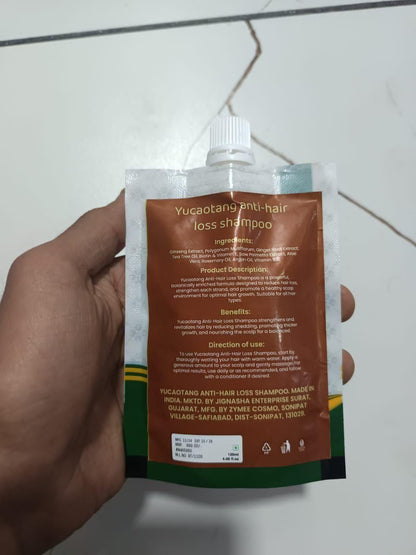 Yucaotang anti-hair
loss shampoo
Ingredients:
Ginseng Extract, Polygonum Multiflorum, Ginger Root Extract,
Tea Tree Oil, Biotin & Vitamin E, Saw Palmetto Extract, Aloe
Vera, Rosemary Oil, Argan Oil, Vitamin
Product Description:
Yucaotang Anti-Hair Loss Shampoo is a powerful,
botanically enriched formula designed to reduce hair loss,
strengthen each strand, and promote a healthy scalp
environment for optimal hair growth. Suitable for all hair
types.
Benefits:
Yucaotang Anti-Hair Loss Shampoo strengthens and
revitalizes hair by reducing shedding, promoting thicker
growth, and nourishing the scalp for a balanced.
Direction of use:
To use Yucaotang Anti-Hair Loss Shampoo, start by
thoroughly wetting your hair with warm water. Apply a
generous amount to your scalp and gently massage. For
optimal results, use daily or as recommended, and follow
with a conditioner if desired.
YUCAOTANG ANTI-HAIR LOSS SHAMPOO. MADE IN
INDIA. MKTD. BY JIGNASHA ENTERPRISE SURAT,
GUJARAT, MFG. BY ZYMEE COSMO, SONIPAT
VILLAGE-SAFIABAD, DIST-SONIPAT, 131029.
100ml